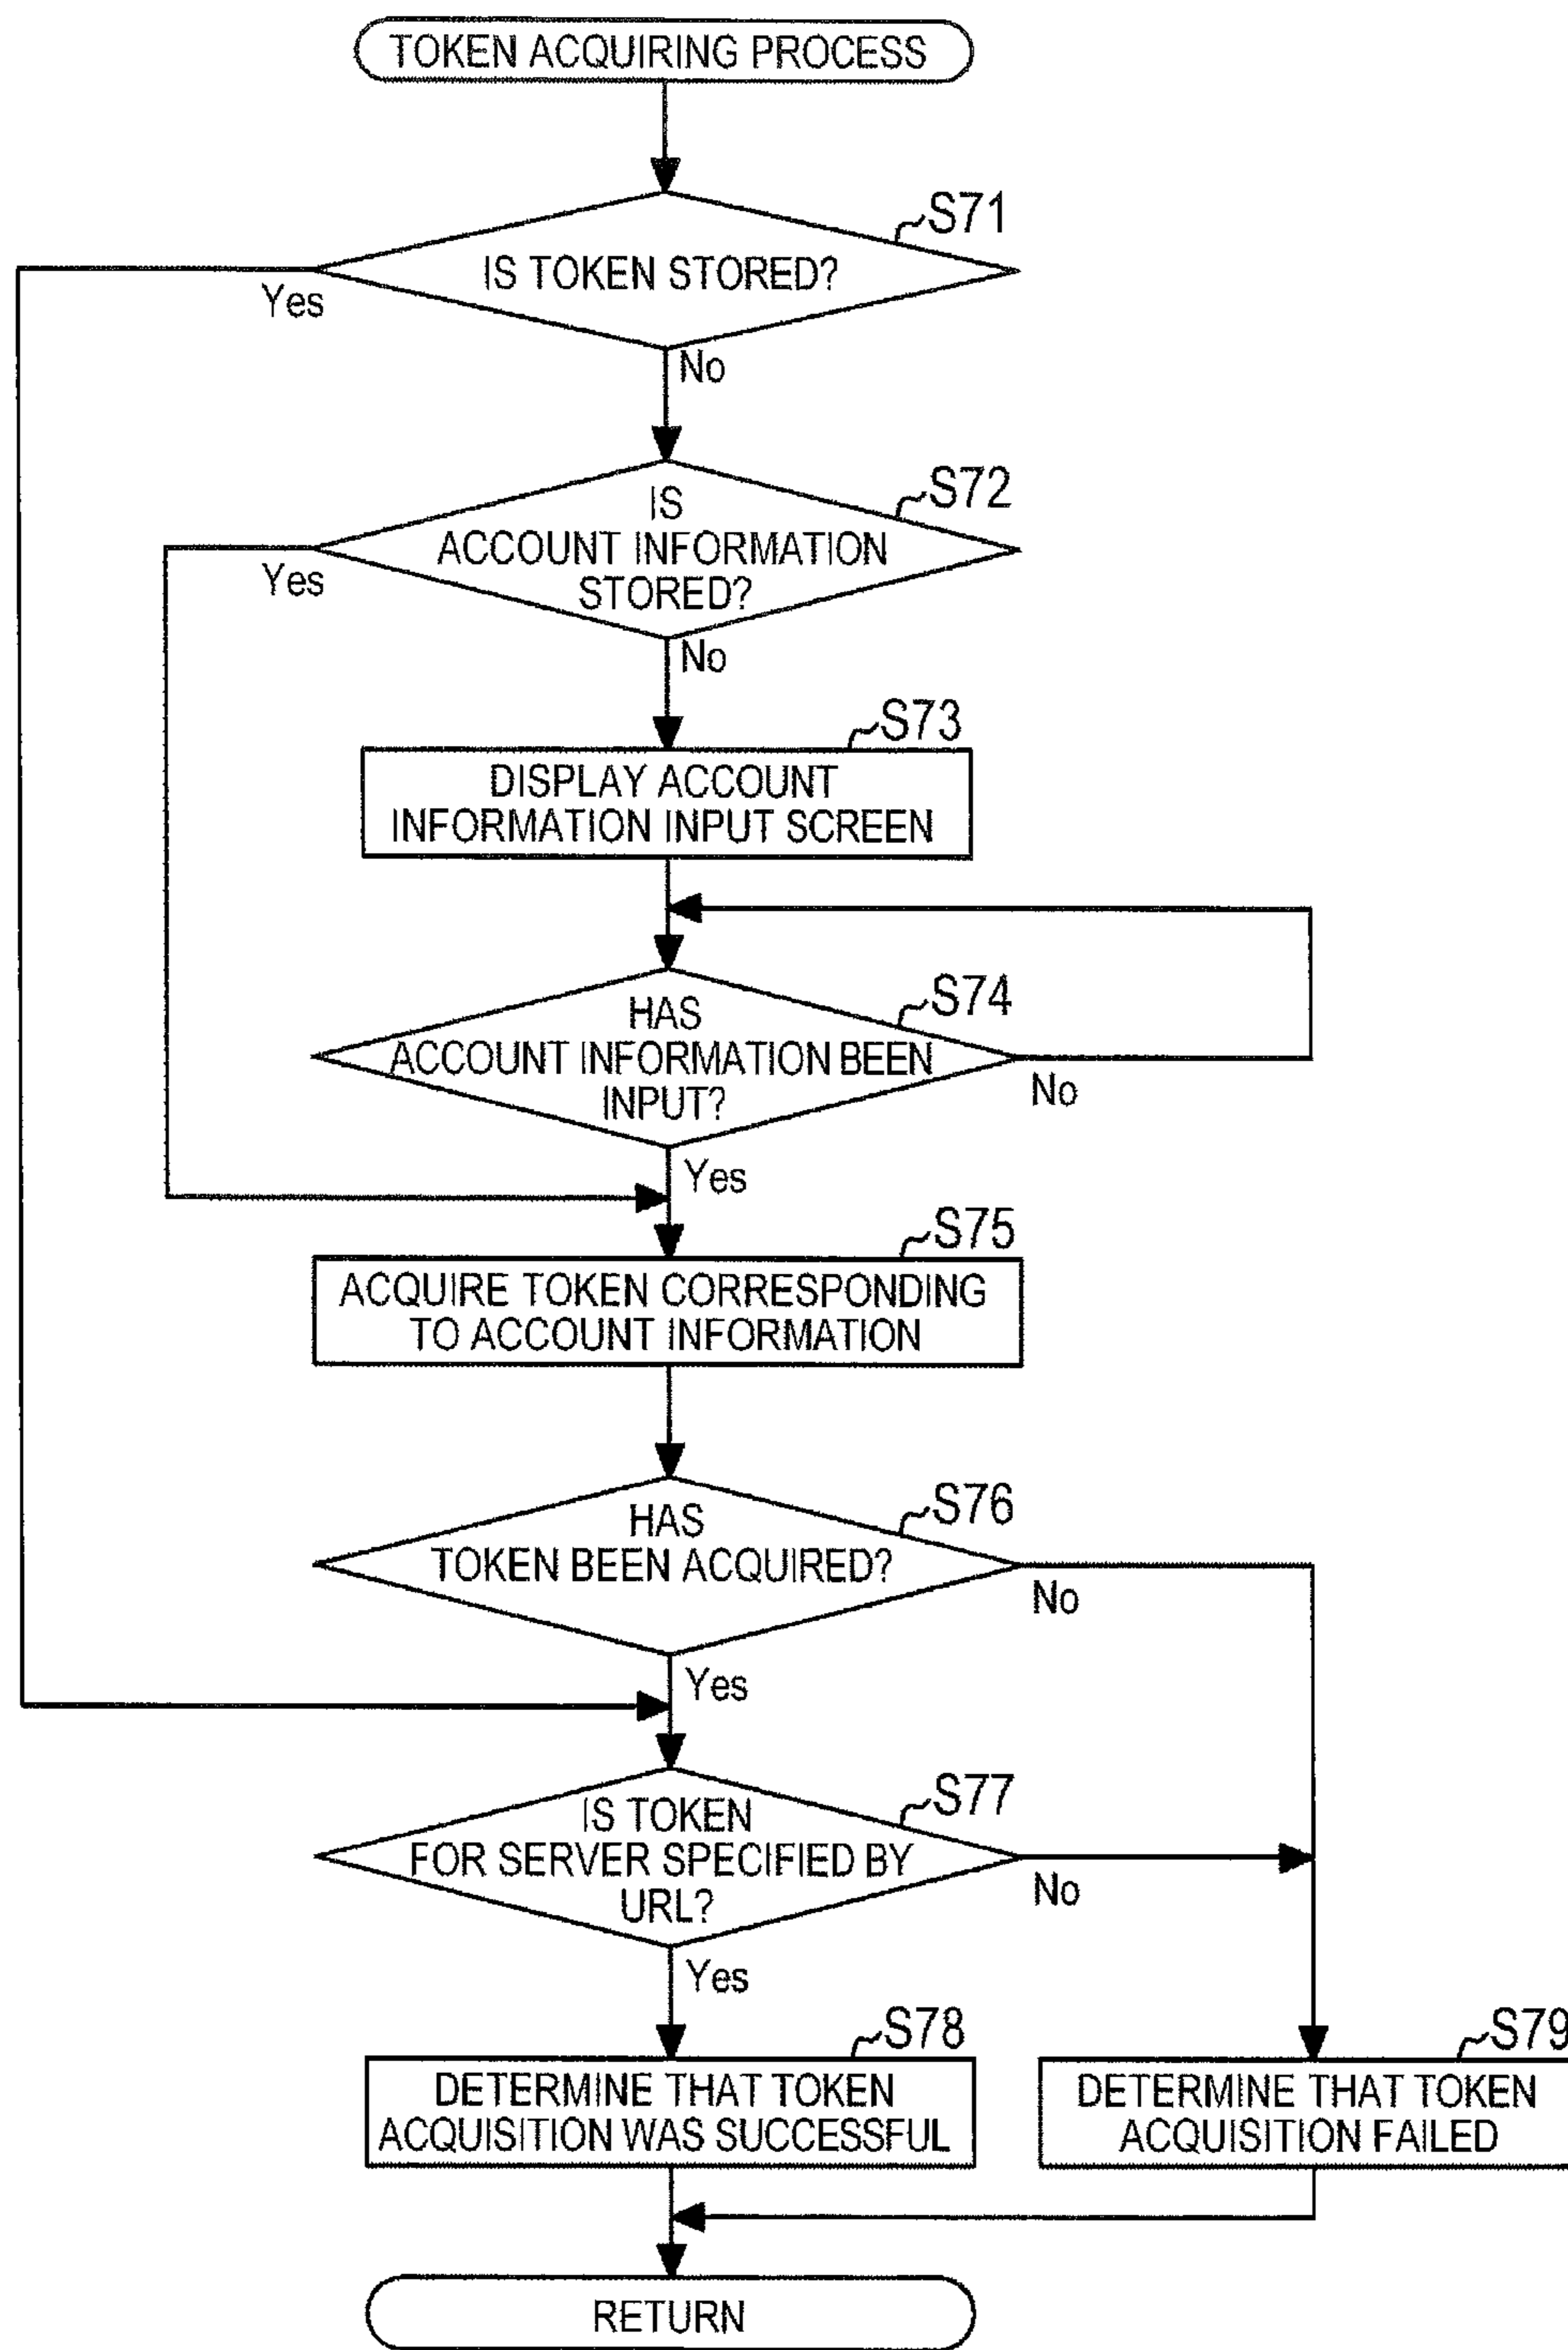 TOKEN ACQUIRING PROCESS
S71
IS TOKEN STORED?
Yes
No
S72
IS
ACCOUNT INFORMATION
STORED?
Yes
No
S73
DISPLAY ACCOUNT
INFORMATION INPUT SCREEN
S74
HAS
ACCOUNT INFORMATION BEEN
INPUT?
No
Yes
S75
ACQUIRE TOKEN CORRESPONDING
TO ACCOUNT INFORMATION
S76
HAS
TOKEN BEEN ACQUIRED?
No
Yes
S77
IS TOKEN
FOR SERVER SPECIFIED BY
URL?
No
Yes
S78
DETERMINE THAT TOKEN
ACQUISITION WAS SUCCESSFUL
S79
DETERMINE THAT TOKEN
ACQUISITION FAILED
RETURN